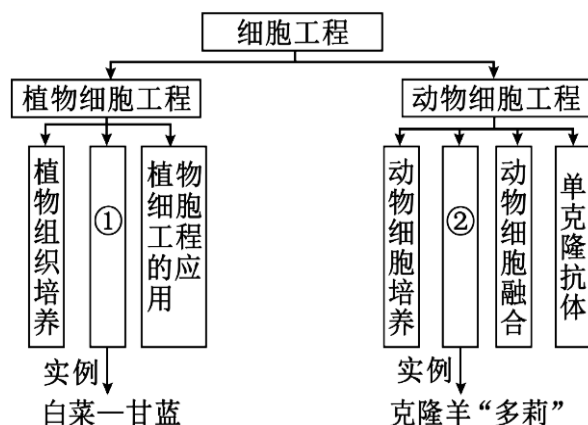 细胞工程
植物细胞工程
动物细胞工程
植物组织培养
①
植物细胞工程的应用
动物细胞培养
②
动物细胞融合
单克隆抗体
实例
实例
白菜—甘蓝
克隆羊“多莉”